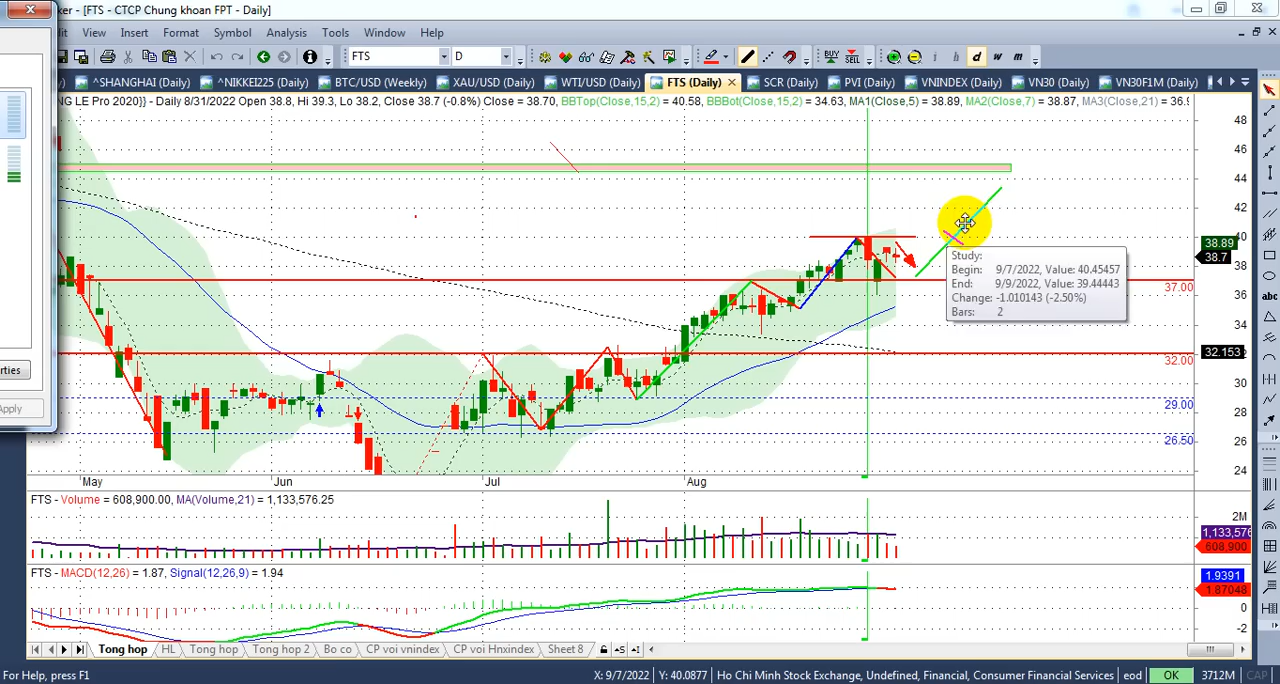 ker - [FTS - CTCP Chung khoan FPT - Daily]
View Insert Format Symbol Analysis Tools Window Help
FTS D BUY SELL i h d w m
^SHANGHAI (Daily) ^NIKKEI225 (Daily) BTC/USD (Weekly) XAU/USD (Daily) WTI/USD (Daily) FTS (Daily) SCR (Daily) PVI (Daily) VNINDEX (Daily) VN30 (Daily) VN30F1M (Daily)
NG LE Pro 2020)} - Daily 8/31/2022 Open 38.8, Hi 39.3, Lo 38.2, Close 38.7 (-0.8%) Close = 38.70, BBTop(Close,15,2) = 40.58, BBBot(Close,15,2) = 34.63, MA1(Close,5) = 38.89, MA2(Close,7) = 38.87, MA3(Close,21) = 36.9
48
46
44
42
40
38.89
38.7
38
37.00
36
34
32.153
32.00
30
29.00
28
26.50
26
24
Study:
Begin: 9/7/2022, Value: 40.45457
End: 9/9/2022, Value: 39.44443
Change: -1.010143 (-2.50%)
Bars: 2
rties
Apply
May Jun Jul Aug
FTS - Volume = 608,900.00, MA(Volume,21) = 1,133,576.25
2M
1,133,576
608,900
FTS - MACD(12,26) = 1.87, Signal(12,26,9) = 1.94
1.9391
1.87048
0
-2
Tong hop HL Tong hop Tong hop 2 Bo co CP voi vnindex CP voi Hnxindex Sheet 8
For Help, press F1 X: 9/7/2022, Y: 40.0877 Ho Chi Minh Stock Exchange, Undefined, Financial, Consumer Financial Services eod OK 3712M CAP